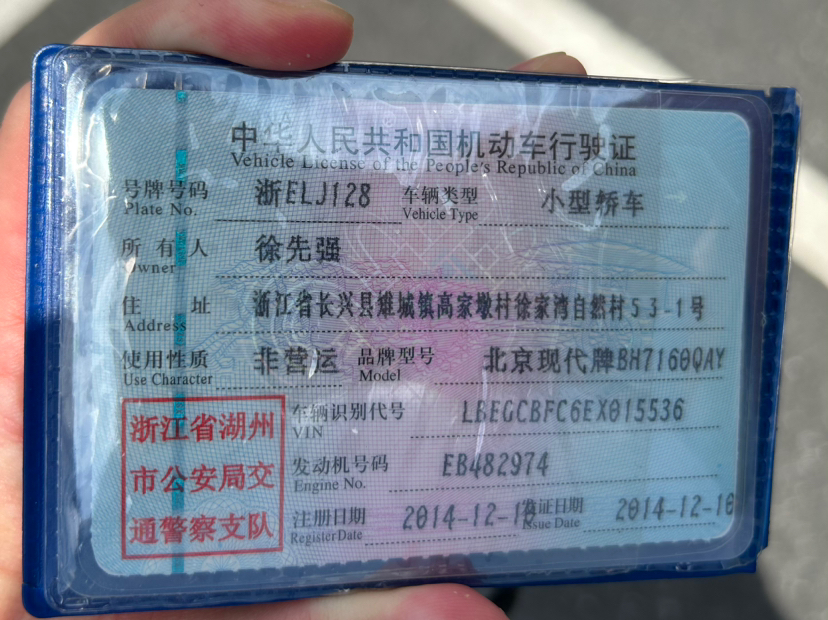 中华人民共和国机动车行驶证
Vehicle License of the People's Republic of China
号牌号码 浙ELJ128 车辆类型 小型轿车
Plate No. Vehicle Type
所有人 徐先强
Owner
住址 浙江省长兴县雉城镇高家墩村徐家湾自然村53-1号
Address
使用性质 非营运 品牌型号 北京现代牌BH7160QAY
Use Character Model
浙江省湖州
市公安局交
通警察支队
车辆识别代号 LBEGCBFC6EX015536
VIN
发动机号码 EB482974
Engine No.
注册日期 2014-12-10 发证日期 2014-12-10
Register Date Issue Date